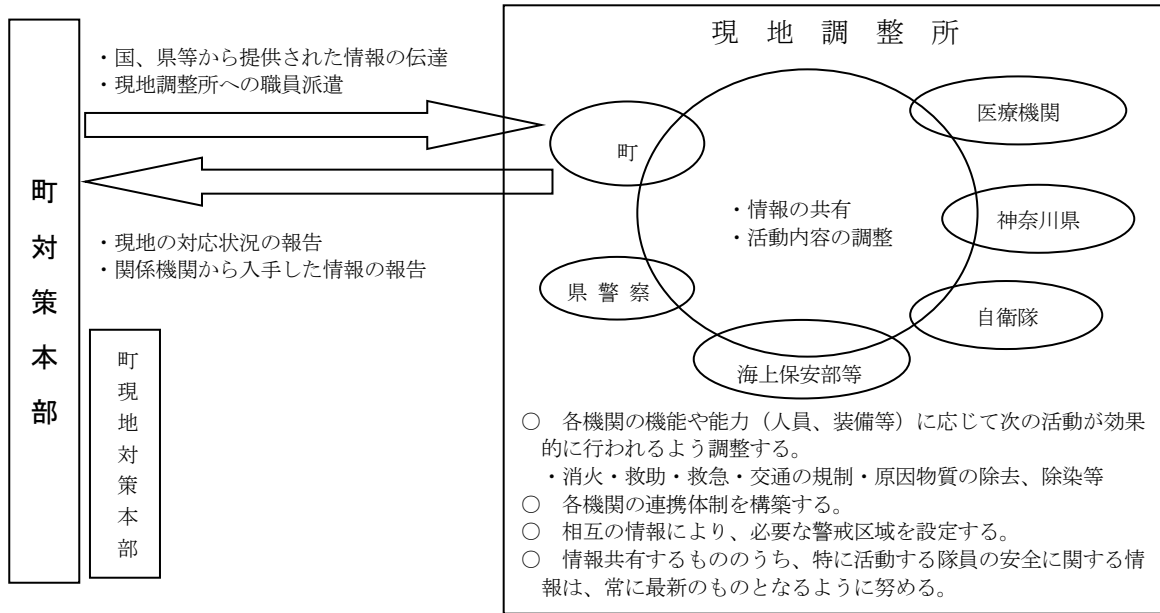 町対策本部
・国、県等から提供された情報の伝達
・現地調整所への職員派遣
・現地の対応状況の報告
・関係機関から入手した情報の報告
町現地対策本部
現地調整所
町
医療機関
神奈川県
自衛隊
海上保安部等
県警察
・情報の共有
・活動内容の調整
○ 各機関の機能や能力（人員、装備等）に応じて次の活動が効果
的に行われるよう調整する。
・消火・救助・救急・交通の規制・原因物質の除去、除染等
○ 各機関の連携体制を構築する。
○ 相互の情報により、必要な警戒区域を設定する。
○ 情報共有するもののうち、特に活動する隊員の安全に関する情
報は、常に最新のものとなるように努める。